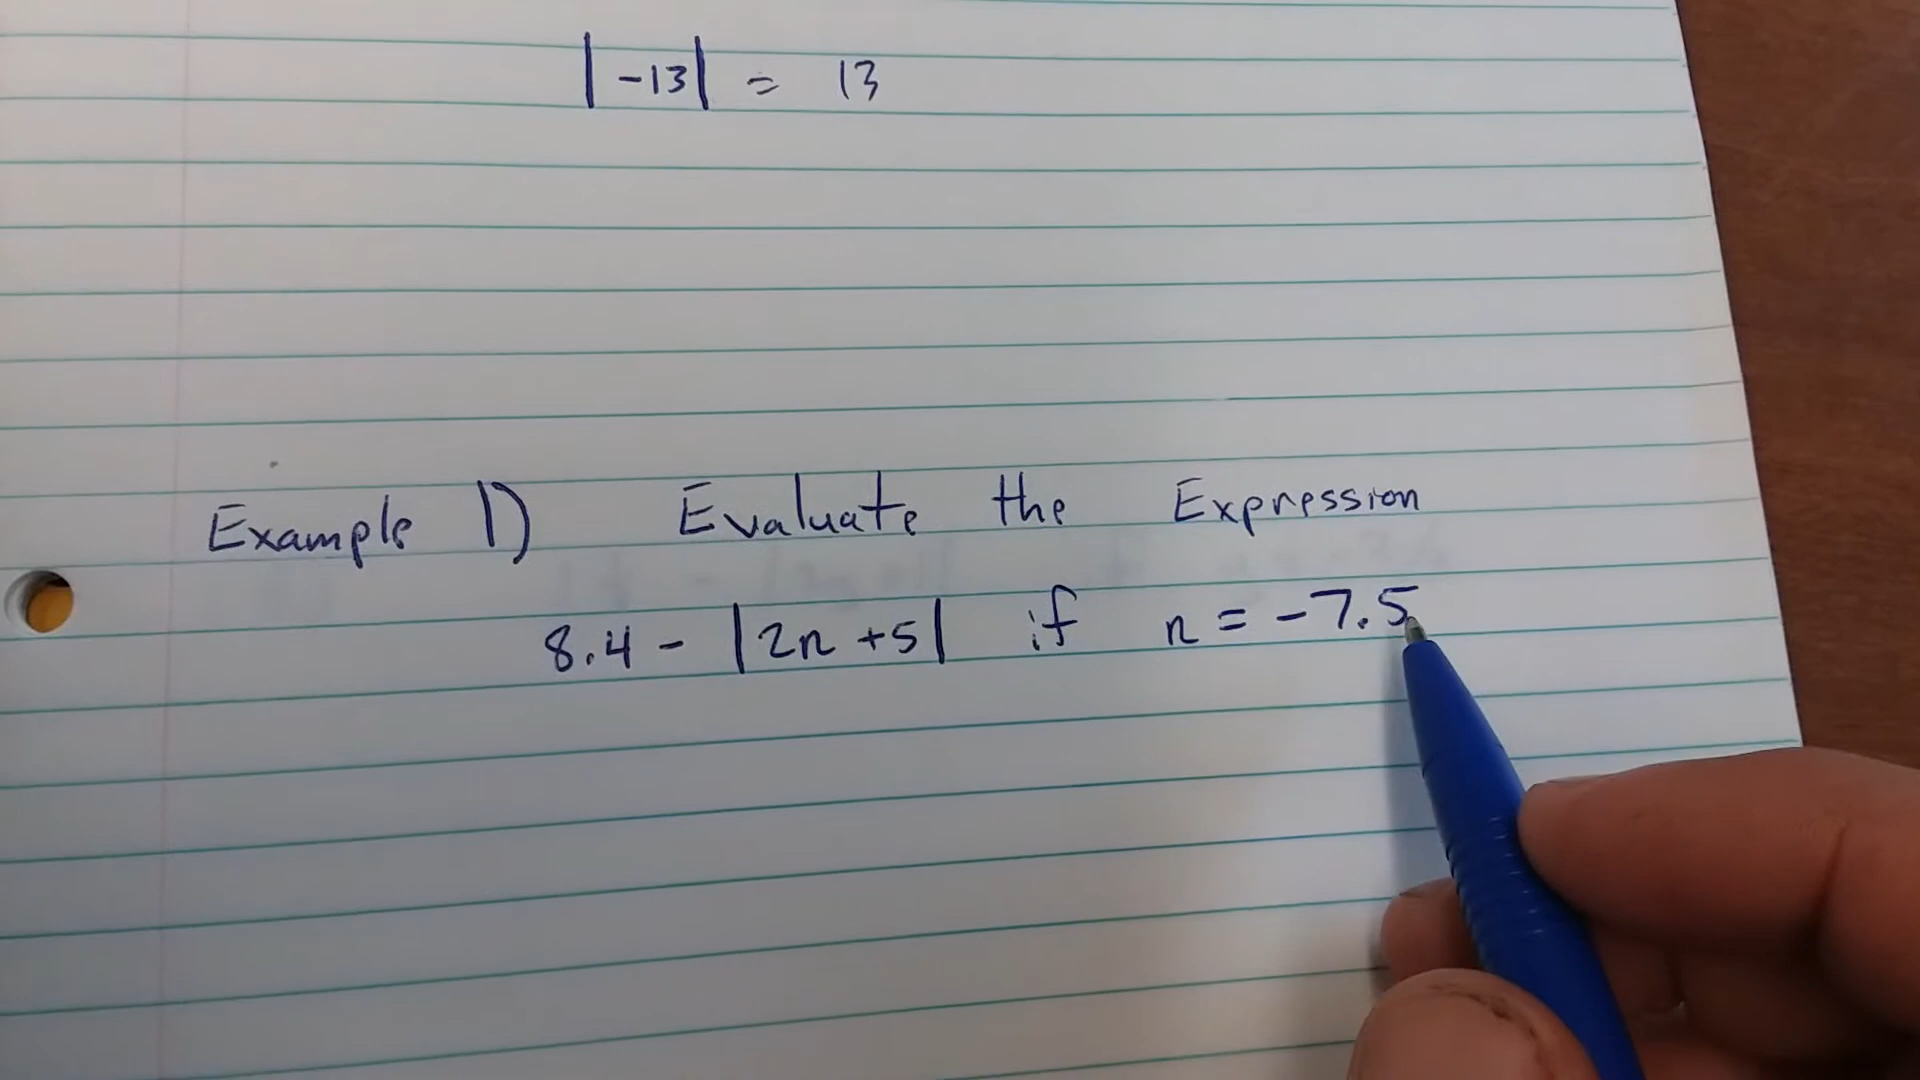 |-13| = 13
Example 1) Evaluate the Expression
8.4 - |2n +5| if n = -7.5